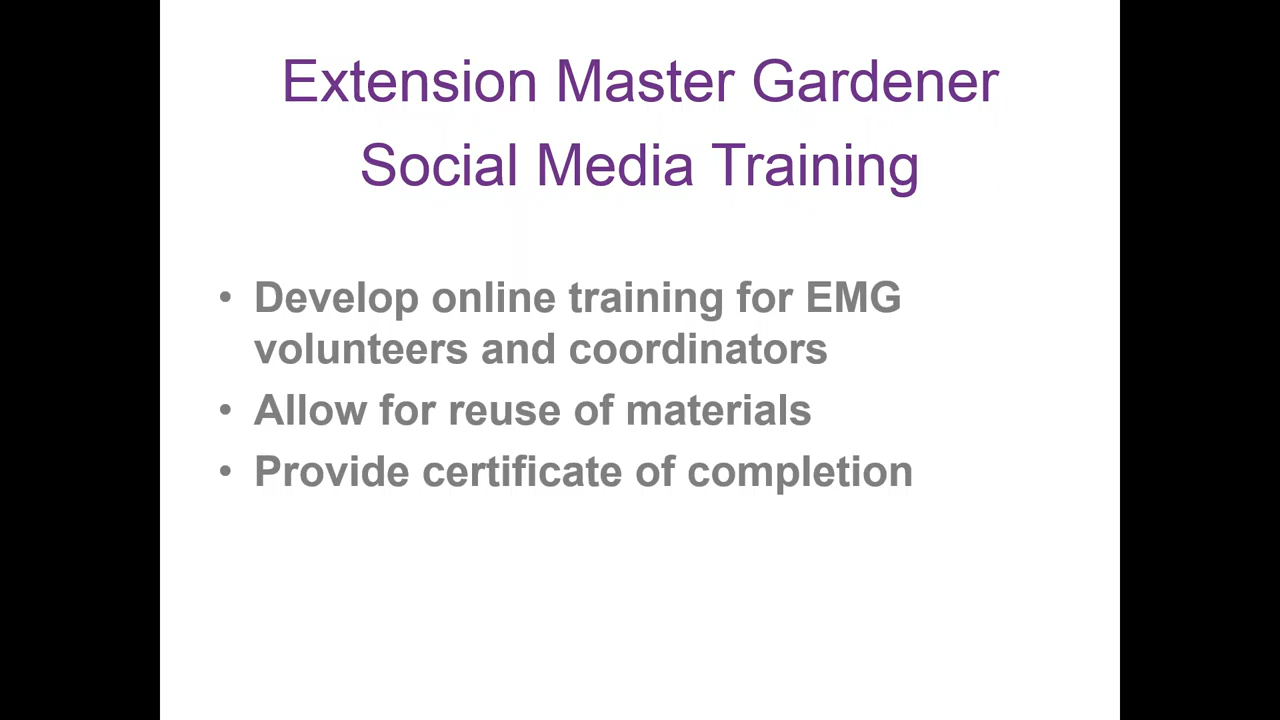 Extension Master Gardener
Social Media Training
• Develop online training for EMG
volunteers and coordinators
• Allow for reuse of materials
• Provide certificate of completion